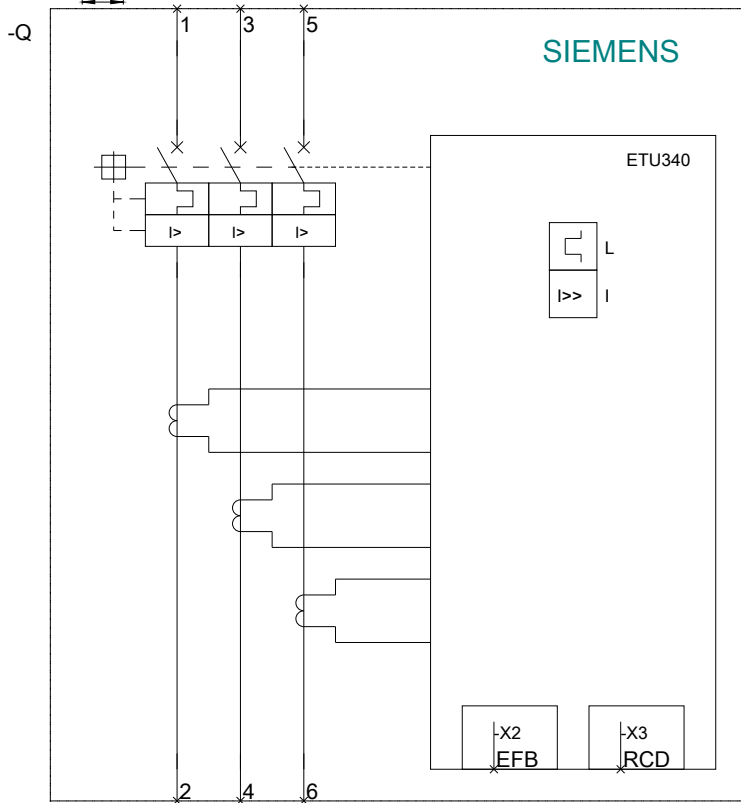 1 3 5
-Q
SIEMENS
ETU340
I> I> I>
L
I>> I
-X2 -X3
EFB RCD
2 4 6